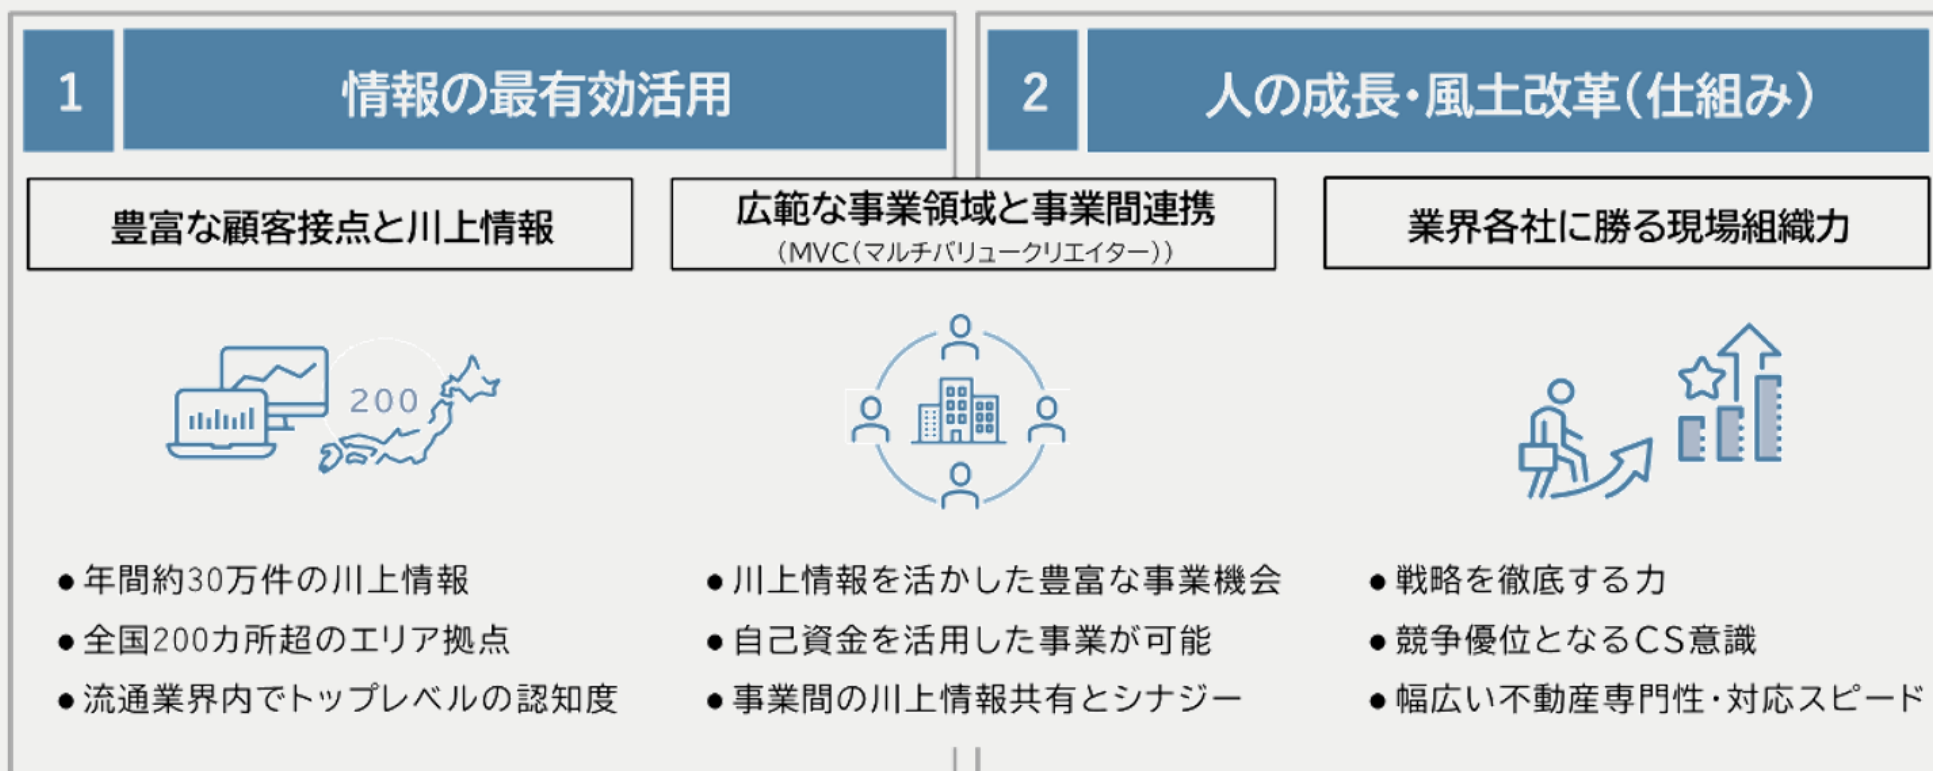 1
情報の最有効活用
2
人の成長・風土改革(仕組み)
豊富な顧客接点と川上情報
広範な事業領域と事業間連携
(MVC(マルチバリュークリエイター))
業界各社に勝る現場組織力
200
●年間約30万件の川上情報
●全国200カ所超のエリア拠点
●流通業界内でトップレベルの認知度
●川上情報を活かした豊富な事業機会
●自己資金を活用した事業が可能
●事業間の川上情報共有とシナジー
●戦略を徹底する力
●競争優位となるCS意識
●幅広い不動産専門性・対応スピード